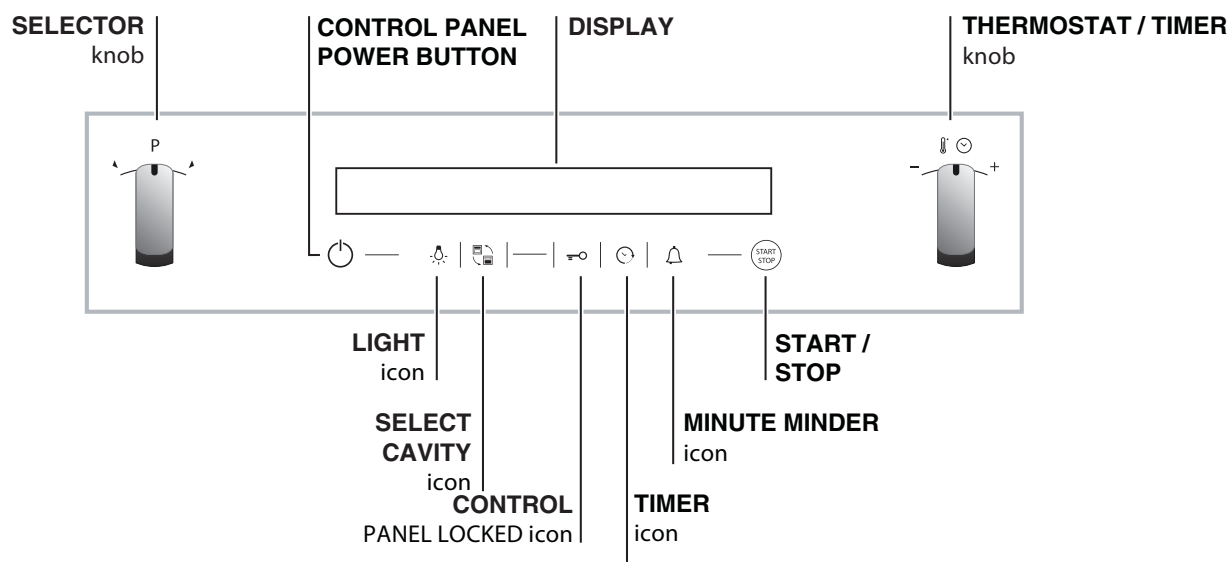 SELECTOR
knob
CONTROL PANEL
POWER BUTTON
DISPLAY
THERMOSTAT / TIMER
knob
P
- +
START
STOP
LIGHT
icon
START /
STOP
SELECT
CAVITY
icon
MINUTE MINDER
icon
CONTROL
PANEL LOCKED icon
TIMER
icon